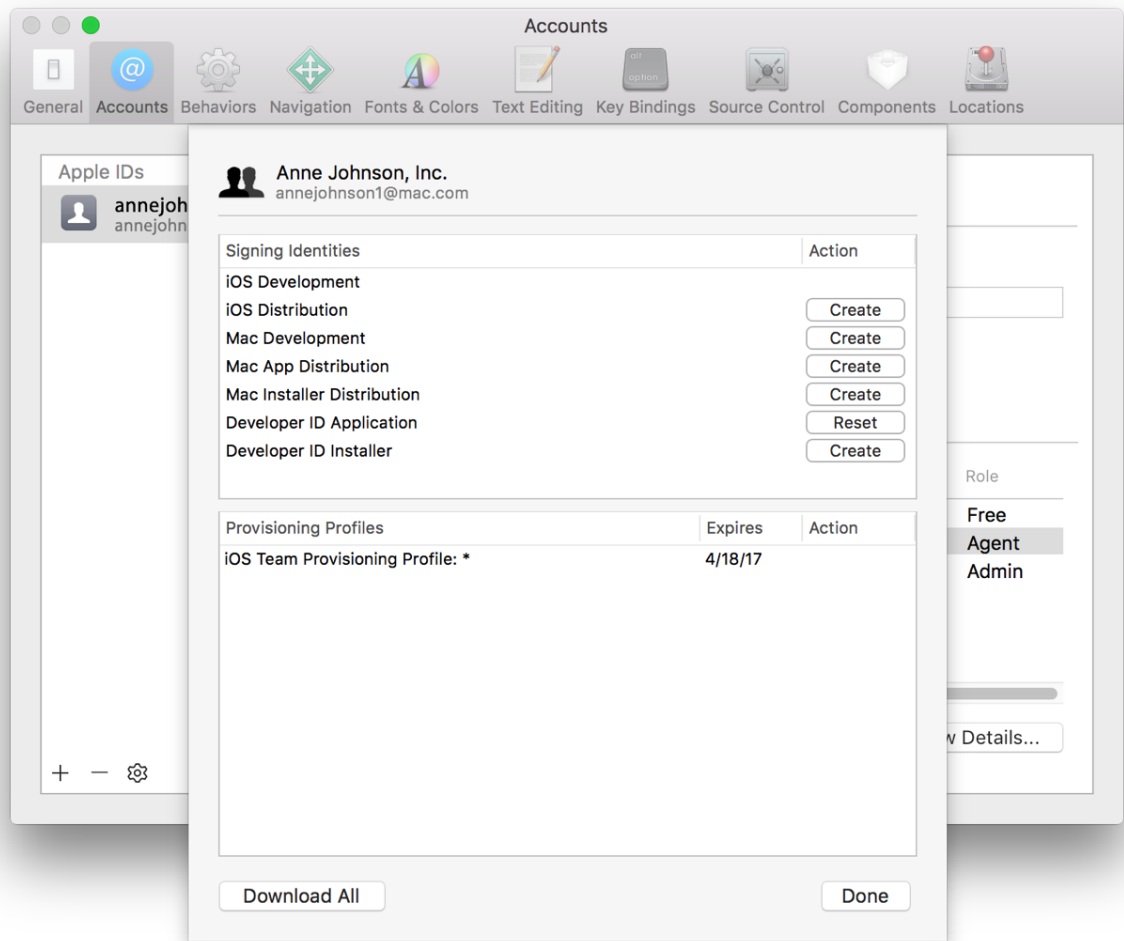 Accounts
General Accounts Behaviors Navigation Fonts & Colors Text Editing Key Bindings Source Control Components Locations
alt
option
Apple IDs
annejoh
annejohn
Anne Johnson, Inc.
annejohnson1@mac.com
Signing Identities Action
iOS Development
iOS Distribution Create
Mac Development Create
Mac App Distribution Create
Mac Installer Distribution Create
Developer ID Application Reset
Developer ID Installer Create
Role
Free
Agent
Admin
Provisioning Profiles Expires Action
iOS Team Provisioning Profile: * 4/18/17
w Details...
Download All Done